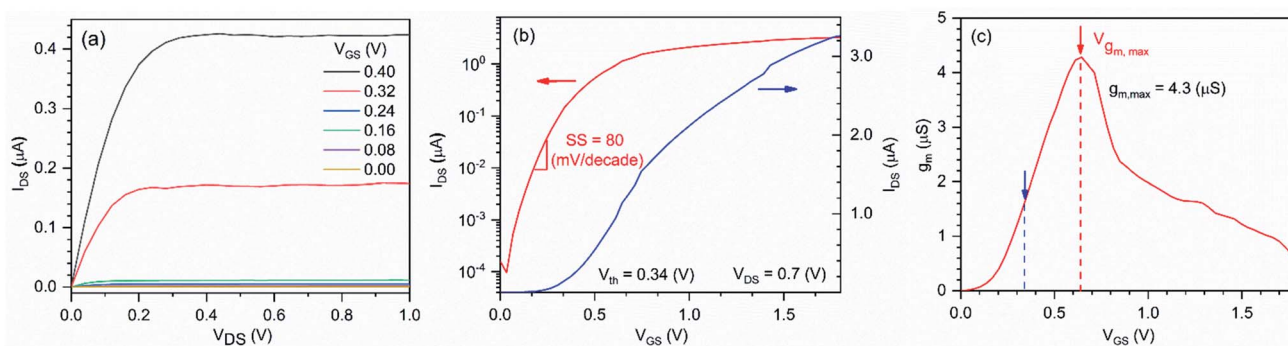 (a)
V_GS (V)
0.40
0.32
0.24
0.16
0.08
0.00
0.4
0.3
0.2
0.1
0.0
I_DS (μA)
0.0 0.2 0.4 0.6 0.8 1.0
V_DS (V)
(b)
10⁰
10⁻¹
10⁻²
10⁻³
10⁻⁴
I_DS (μA)
SS = 80
(mV/decade)
V_th = 0.34 (V) V_DS = 0.7 (V)
3.0
2.0
1.0
0.0
I_DS (μA)
0.0 0.5 1.0 1.5
V_GS (V)
(c)
V_gm, max
g_m,max = 4.3 (μS)
5
4
3
2
1
0
g_m (μS)
0.0 0.5 1.0 1.5
V_GS (V)